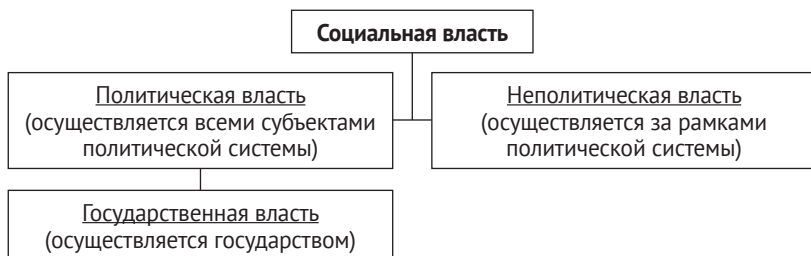 Социальная власть
Политическая власть
(осуществляется всеми субъектами
политической системы)
Неполитическая власть
(осуществляется за рамками
политической системы)
Государственная власть
(осуществляется государством)